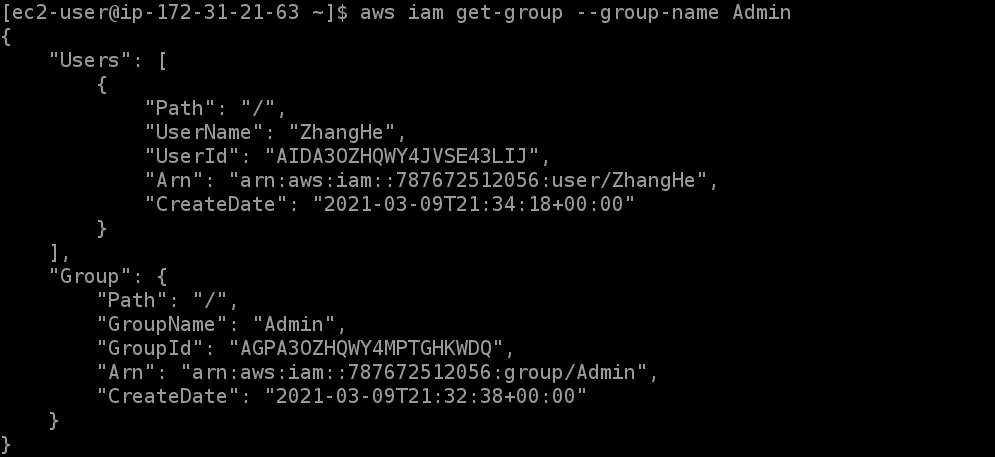 [ec2-user@ip-172-31-21-63 ~]$ aws iam get-group --group-name Admin
{
    "Users": [
        {
            "Path": "/",
            "UserName": "ZhangHe",
            "UserId": "AIDA3OZHQWY4JVSE43LIJ",
            "Arn": "arn:aws:iam::787672512056:user/ZhangHe",
            "CreateDate": "2021-03-09T21:34:18+00:00"
        }
    ],
    "Group": {
        "Path": "/",
        "GroupName": "Admin",
        "GroupId": "AGPA3OZHQWY4MPTGHKWDQ",
        "Arn": "arn:aws:iam::787672512056:group/Admin",
        "CreateDate": "2021-03-09T21:32:38+00:00"
    }
}